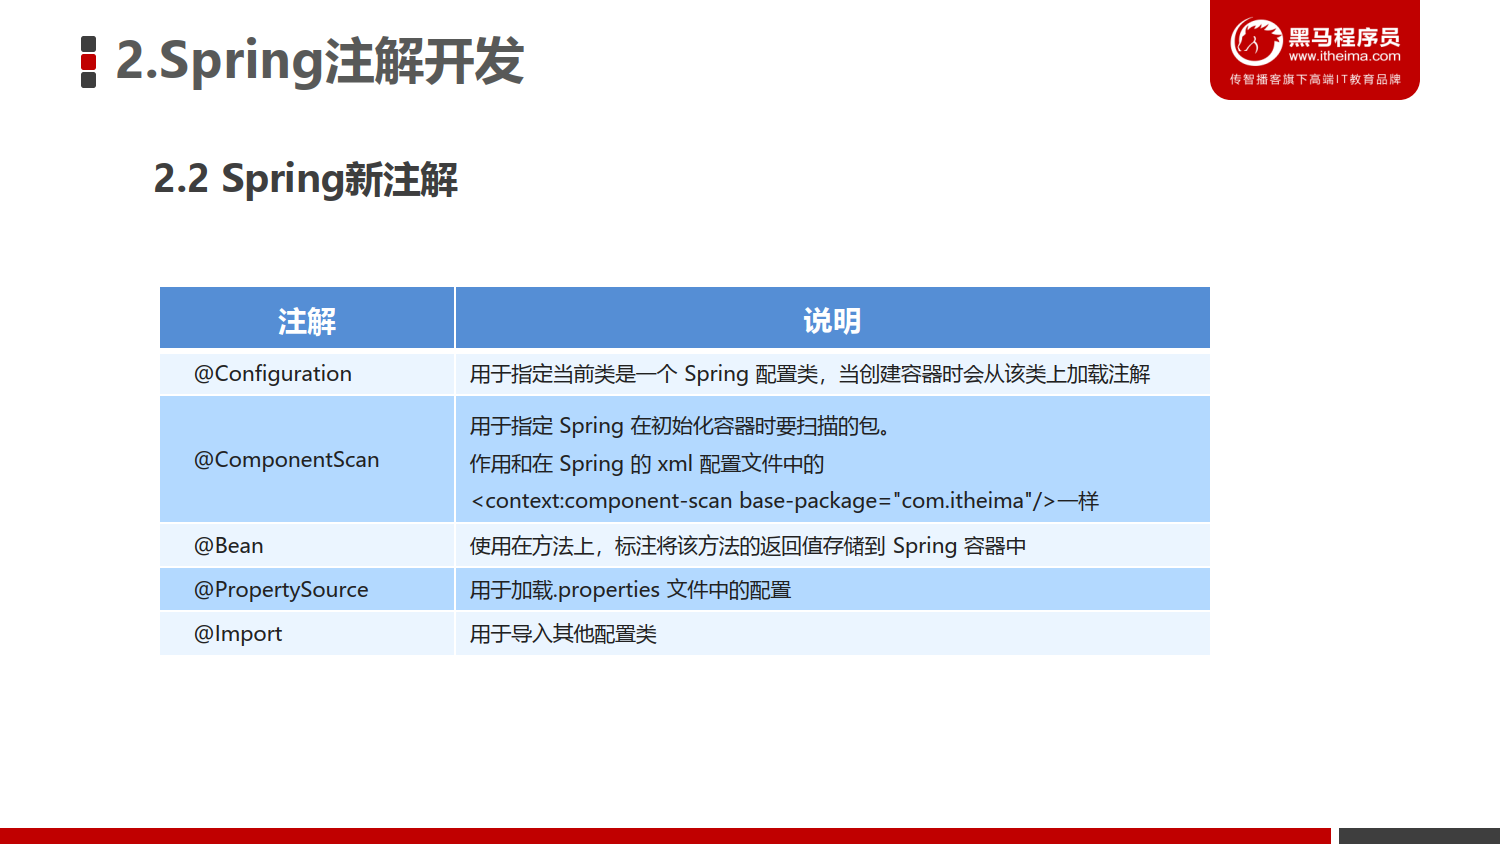 2.Spring注解开发
黑马程序员
www.itheima.com
传智播客旗下高端IT教育品牌
2.2 Spring新注解
注解 说明
@Configuration 用于指定当前类是一个 Spring 配置类，当创建容器时会从该类上加载注解
@ComponentScan
用于指定 Spring 在初始化容器时要扫描的包。
作用和在 Spring 的 xml 配置文件中的
<context:component-scan base-package="com.itheima"/>一样
@Bean 使用在方法上，标注将该方法的返回值存储到 Spring 容器中
@PropertySource 用于加载.properties 文件中的配置
@Import 用于导入其他配置类